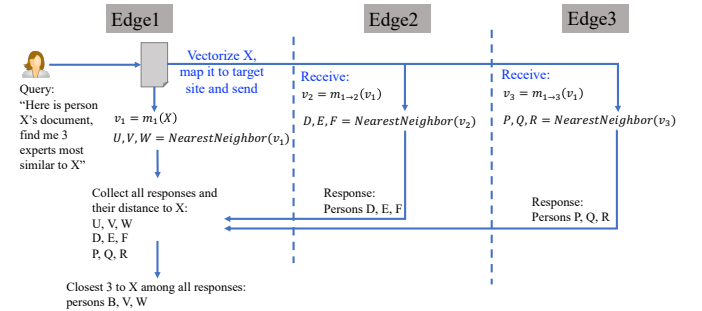 Edge1
Edge2
Edge3
Query:
“Here is person
X’s document,
find me 3
experts most
similar to X”
Vectorize X,
map it to target
site and send
v₁ = m₁(X)
U, V, W = NearestNeighbor(v₁)
Receive:
v₂ = m₁→₂(v₁)
D, E, F = NearestNeighbor(v₂)
Receive:
v₃ = m₁→₃(v₁)
P, Q, R = NearestNeighbor(v₃)
Collect all responses and
their distance to X:
U, V, W
D, E, F
P, Q, R
Response:
Persons D, E, F
Response:
Persons P, Q, R
Closest 3 to X among all responses:
persons B, V, W